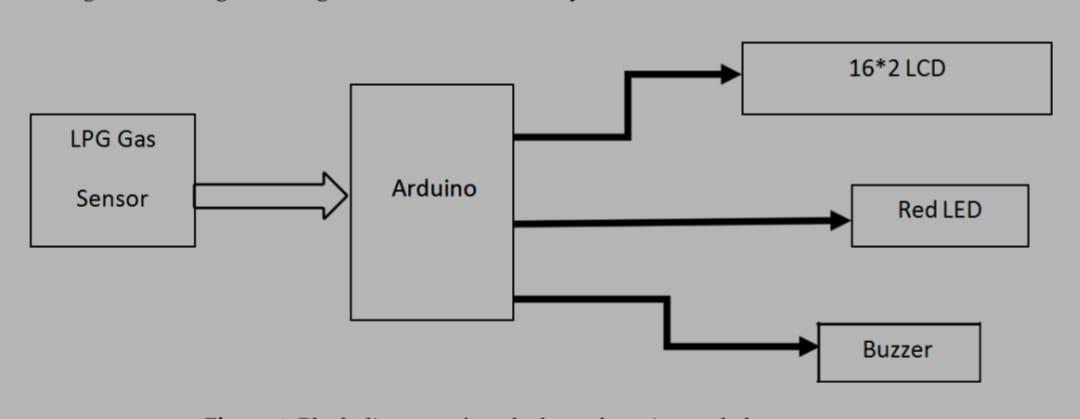 LPG Gas
Sensor
Arduino
16*2 LCD
Red LED
Buzzer